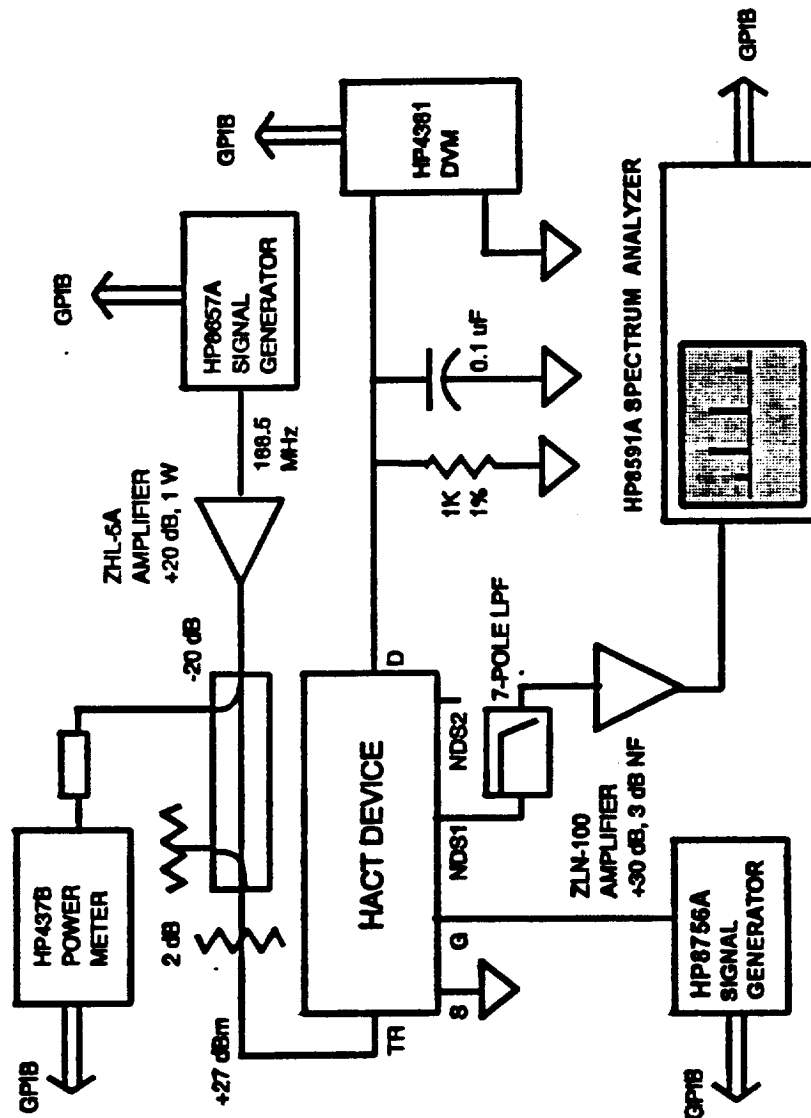 GPIB
HP437B
POWER
METER
2 dB
-20 dB
ZHL-5A
AMPLIFIER
+20 dB, 1 W
GPIB
HP8657A
SIGNAL
GENERATOR
166.5
MHz
+27 dBm
TR
HACT DEVICE
D
S
G
NDS1
NDS2
7-POLE LPF
1K
1%
0.1 uF
GPIB
HP4361
DVM
GPIB
HP8756A
SIGNAL
GENERATOR
ZLN-100
AMPLIFIER
+30 dB, 3 dB NF
HP8591A SPECTRUM ANALYZER
GPIB